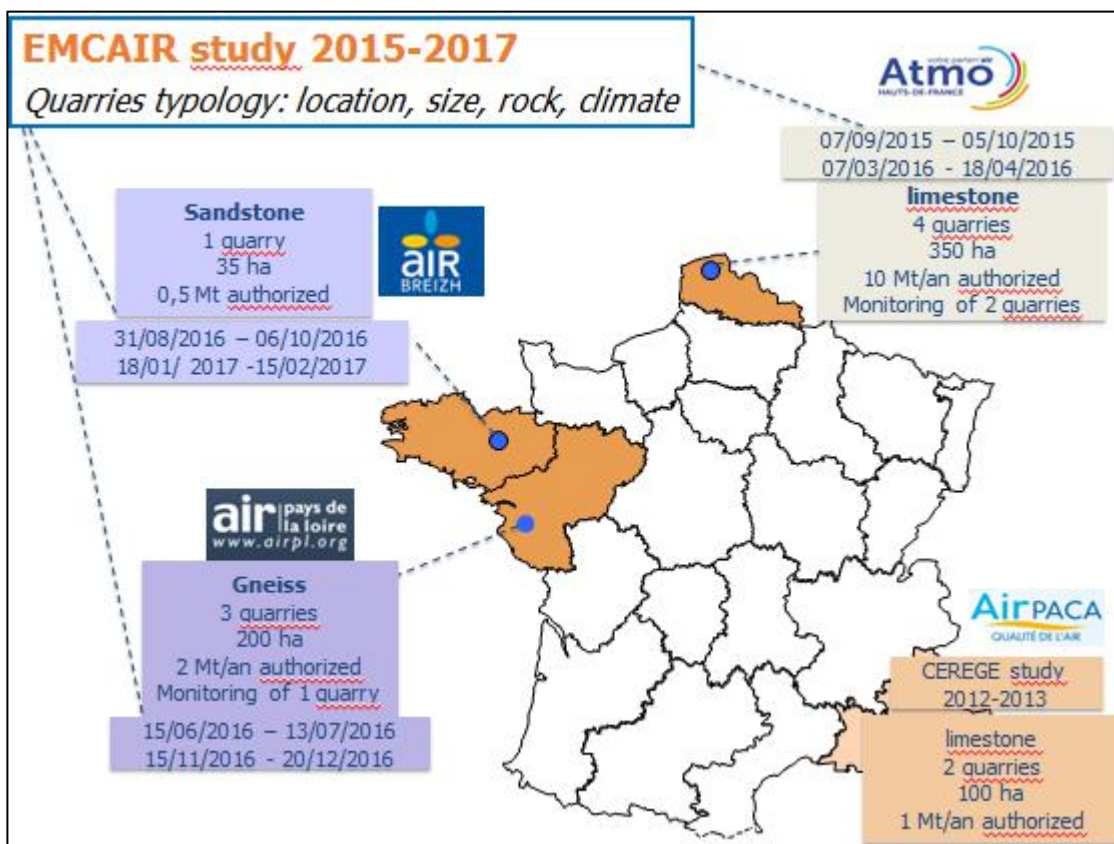 EMCAIR study 2015-2017
Quarries typology: location, size, rock, climate
votre parten'air
Atmo
HAUTS-DE-FRANCE
07/09/2015 – 05/10/2015
07/03/2016 - 18/04/2016
limestone
4 quarries
350 ha
10 Mt/an authorized
Monitoring of 2 quarries
Sandstone
1 quarry
35 ha
0,5 Mt authorized
aiR
BREIZH
31/08/2016 – 06/10/2016
18/01/ 2017 -15/02/2017
air pays de
la loire
www.airpl.org
Gneiss
3 quarries
200 ha
2 Mt/an authorized
Monitoring of 1 quarry
15/06/2016 – 13/07/2016
15/11/2016 - 20/12/2016
AirPACA
QUALITÉ DE L'AIR
CEREGE study
2012-2013
limestone
2 quarries
100 ha
1 Mt/an authorized